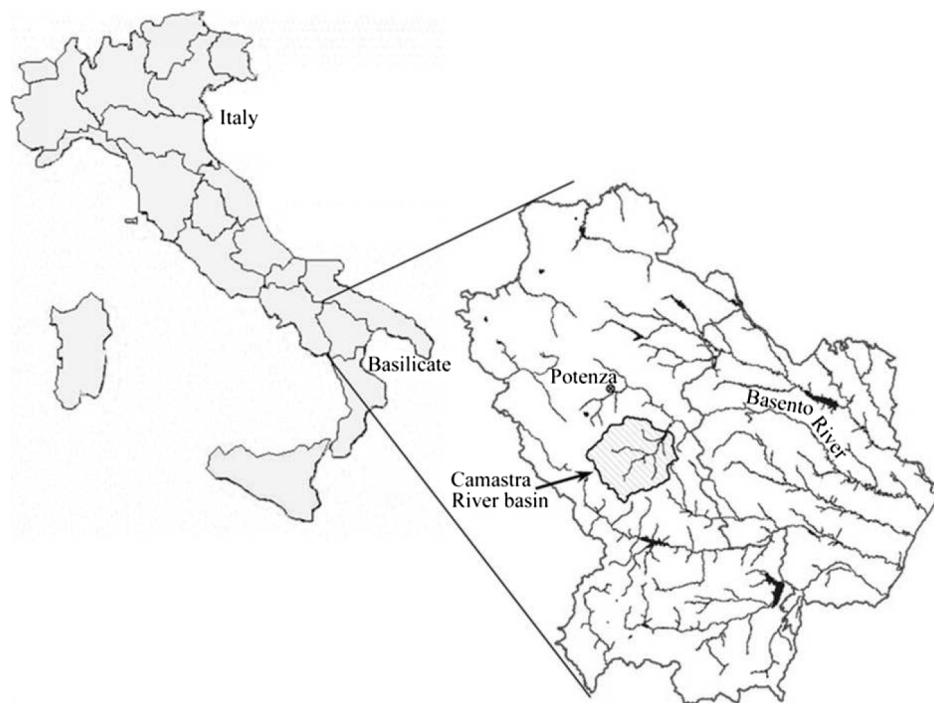 Italy
Basilicate
Potenza
Basento
River
Camastra
River basin